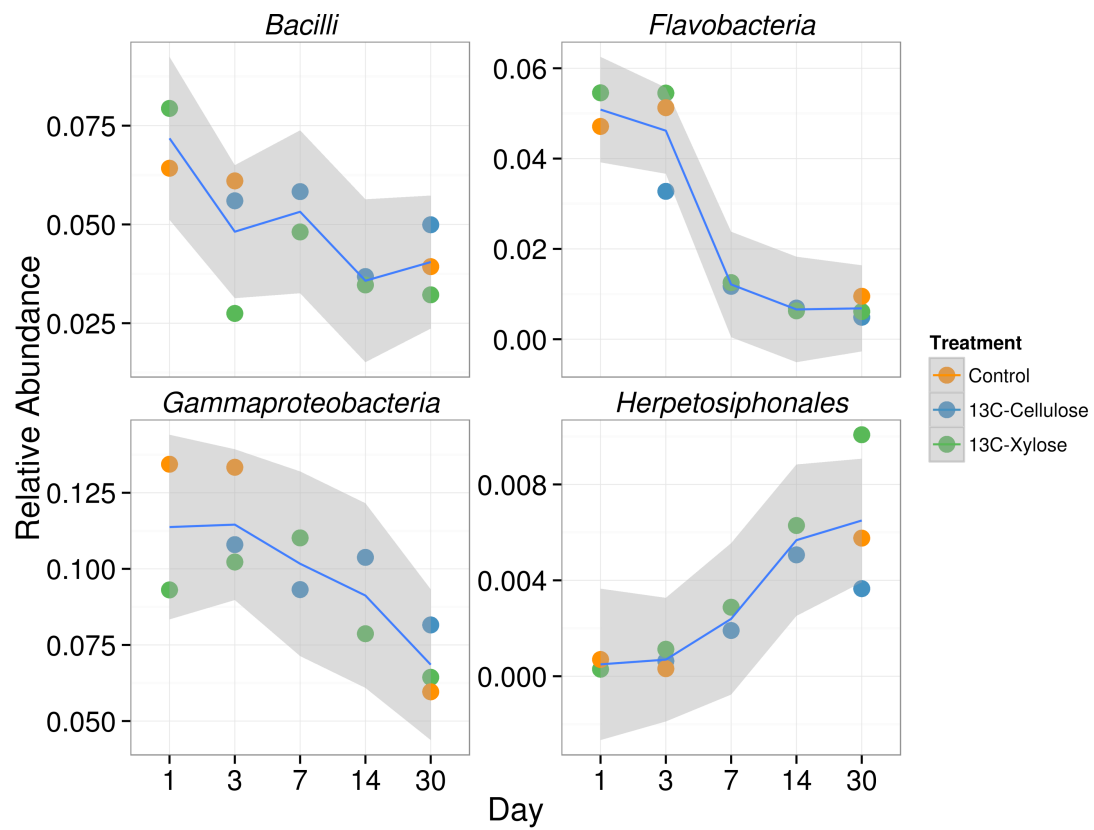 Bacilli
Flavobacteria
Relative Abundance
0.075
0.050
0.025
0.06
0.04
0.02
0.00
Gammaproteobacteria
Herpetosiphonales
0.125
0.100
0.075
0.050
0.008
0.004
0.000
1 3 7 14 30
1 3 7 14 30
Day
Treatment
Control
13C-Cellulose
13C-Xylose